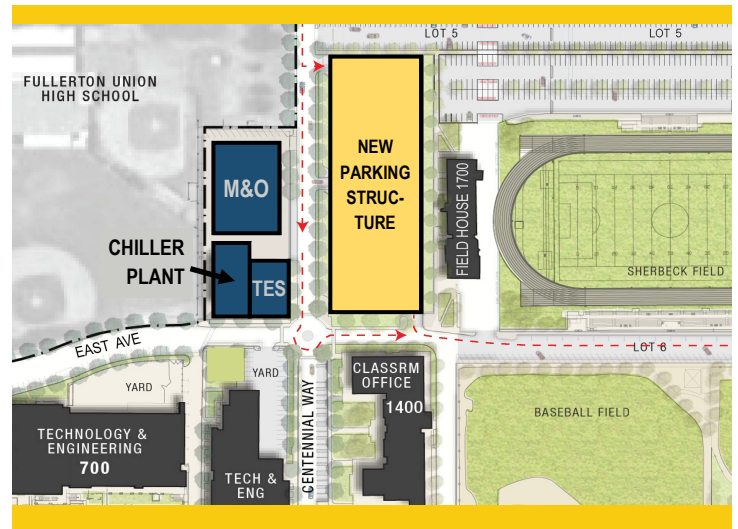 LOT 5
LOT 5
FULLERTON UNION
HIGH SCHOOL
NEW
PARKING
STRUC-
TURE
M&O
FIELD HOUSE 1700
CHILLER
PLANT
TES
SHERBECK FIELD
EAST AVE
LOT 6
YARD
YARD
CLASSRM
OFFICE
1400
CENTENNIAL WAY
BASEBALL FIELD
TECHNOLOGY &
ENGINEERING
700
TECH &
ENG